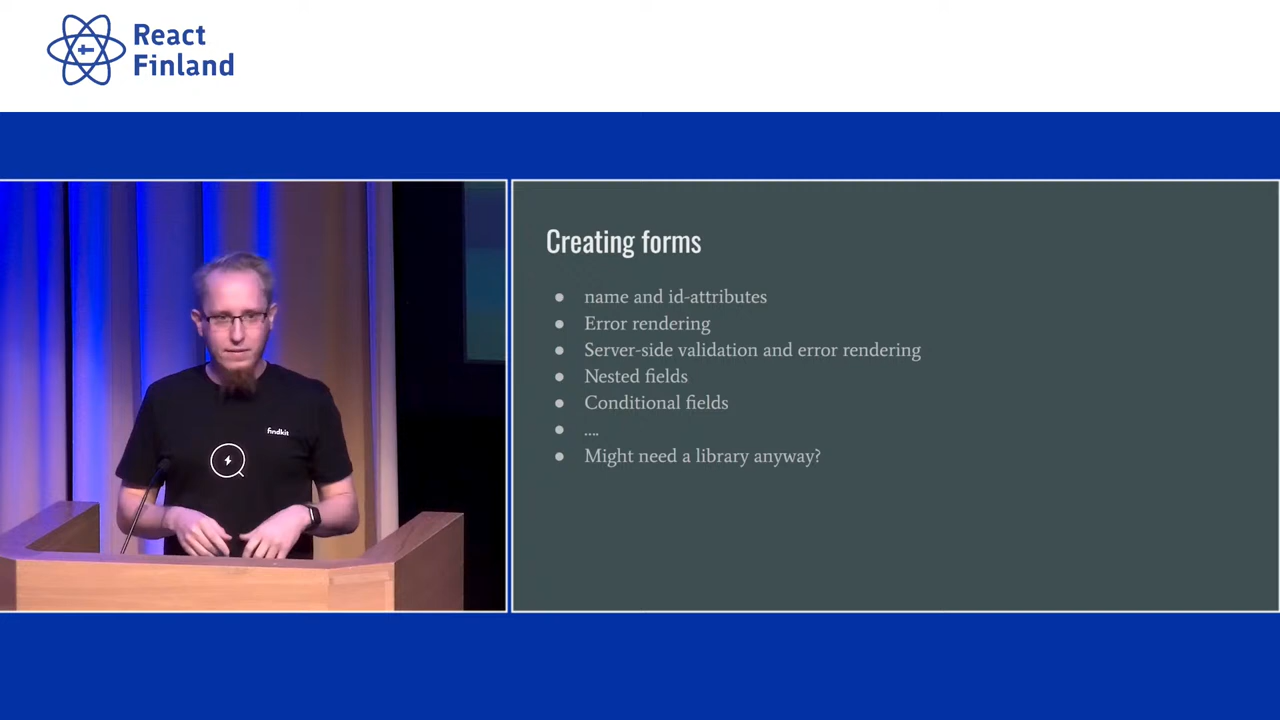 React
Finland
findkit
Creating forms
● name and id-attributes
● Error rendering
● Server-side validation and error rendering
● Nested fields
● Conditional fields
● ....
● Might need a library anyway?